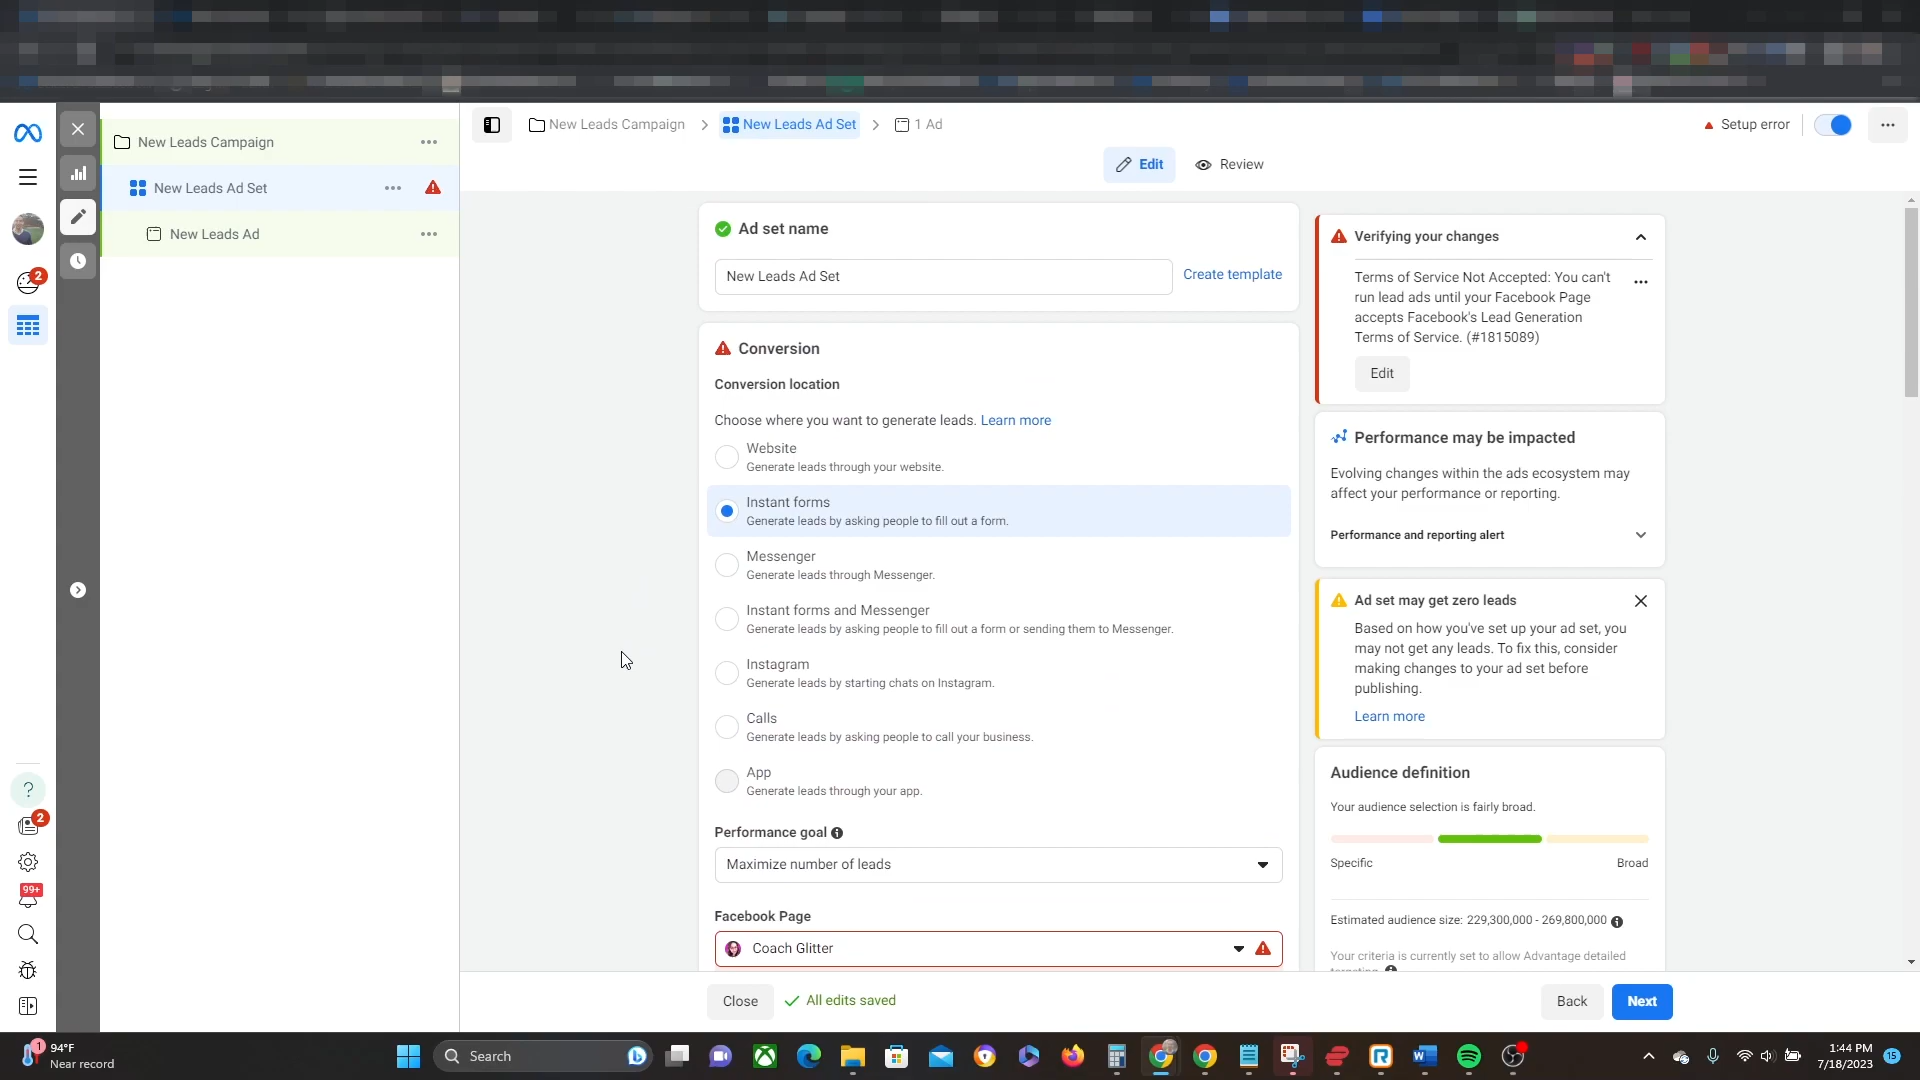 New Leads Campaign
New Leads Ad Set
New Leads Ad
New Leads Campaign
New Leads Ad Set
1 Ad
Setup error
Edit
Review
Ad set name
New Leads Ad Set
Create template
Conversion
Conversion location
Choose where you want to generate leads. Learn more
Website
Generate leads through your website.
Instant forms
Generate leads by asking people to fill out a form.
Messenger
Generate leads through Messenger.
Instant forms and Messenger
Generate leads by asking people to fill out a form or sending them to Messenger.
Instagram
Generate leads by starting chats on Instagram.
Calls
Generate leads by asking people to call your business.
App
Generate leads through your app.
Performance goal
Maximize number of leads
Facebook Page
Coach Glitter
Verifying your changes
Terms of Service Not Accepted: You can't
run lead ads until your Facebook Page
accepts Facebook's Lead Generation
Terms of Service. (#1815089)
Edit
Performance may be impacted
Evolving changes within the ads ecosystem may
affect your performance or reporting.
Performance and reporting alert
Ad set may get zero leads
Based on how you've set up your ad set, you
may not get any leads. To fix this, consider
making changes to your ad set before
publishing.
Learn more
Audience definition
Your audience selection is fairly broad.
Specific
Broad
Estimated audience size: 229,300,000 - 269,800,000
Your criteria is currently set to allow Advantage detailed
2
2
99+
Close
All edits saved
Back
Next
1
94°F
Near record
Search
1:44 PM
7/18/2023
15